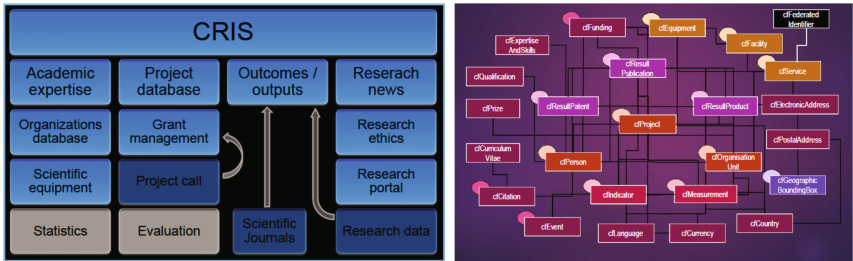 CRIS
Academic
expertise
Project
database
Outcomes /
outputs
Reserach
news
Organizations
database
Grant
management
Research
ethics
Scientific
equipment
Project call
Research
portal
Statistics
Evaluation
Scientific
Journals
Research data
cfFunding
cfEquipment
cfFederated
Identifier
cfExpertise
AndSkills
cfFacility
cfResult
Publication
cfQualification
cfService
cfPrize
cfResultPatent
cfResultProduct
cfElectronicAddress
cfProject
cfPostalAddress
cfCurriculum
Vitae
cfPerson
cfOrganisation
Unit
cfGeographic
BoundingBox
cfCitation
cfIndicator
cfMeasurement
cfEvent
cfLanguage
cfCurrency
cfCountry